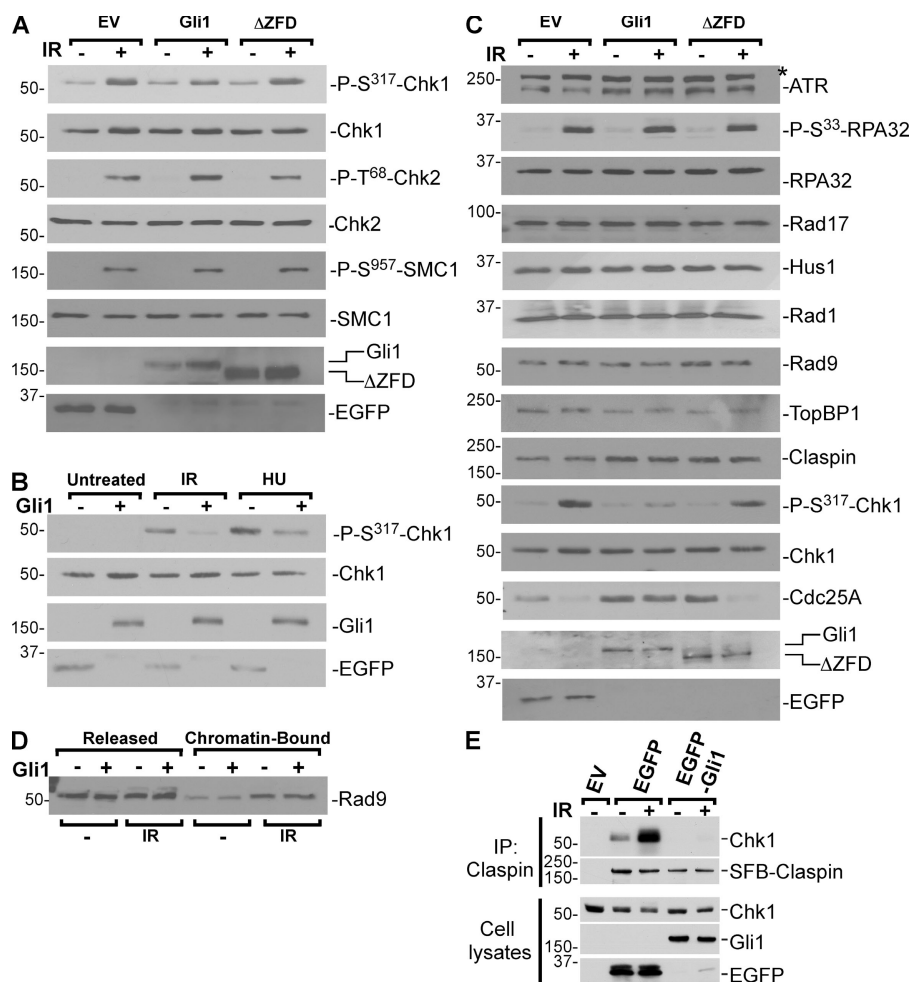 A
EV Gli1 ΔZFD
IR - + - + - +
50- -P-S317-Chk1
50- -Chk1
50- -P-T68-Chk2
50- -Chk2
150- -P-S957-SMC1
150- -SMC1
150- Gli1
ΔZFD
37- -EGFP
B
Untreated IR HU
Gli1 - + - + - +
50- -P-S317-Chk1
50- -Chk1
150- -Gli1
37- -EGFP
C
EV Gli1 ΔZFD
IR - + - + - +
250- *
-ATR
37- -P-S33-RPA32
37- -RPA32
100- -Rad17
37- -Hus1
37- -Rad1
50- -Rad9
250- -TopBP1
250- -Claspin
150-
50- -P-S317-Chk1
50- -Chk1
50- -Cdc25A
150- Gli1
ΔZFD
37- -EGFP
D
Released Chromatin-Bound
Gli1 - + - + - + - +
50- -Rad9
- IR - IR
E
EV EGFP EGFP
-Gli1
IR - - + - +
IP:
Claspin
50- -Chk1
250-
150- -SFB-Claspin
Cell
lysates
50- -Chk1
150- -Gli1
37- -EGFP